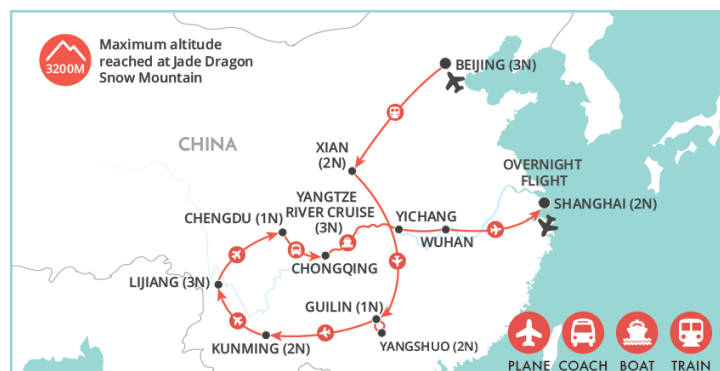 3200M
Maximum altitude
reached at Jade Dragon
Snow Mountain
BEIJING (3N)
CHINA
XIAN
(2N)
OVERNIGHT
FLIGHT
SHANGHAI (2N)
YANGTZE
RIVER CRUISE
(3N)
CHENGDU (1N)
YICHANG
WUHAN
CHONGQING
LIJIANG (3N)
GUILIN (1N)
KUNMING (2N)
YANGSHUO (2N)
PLANE COACH BOAT TRAIN